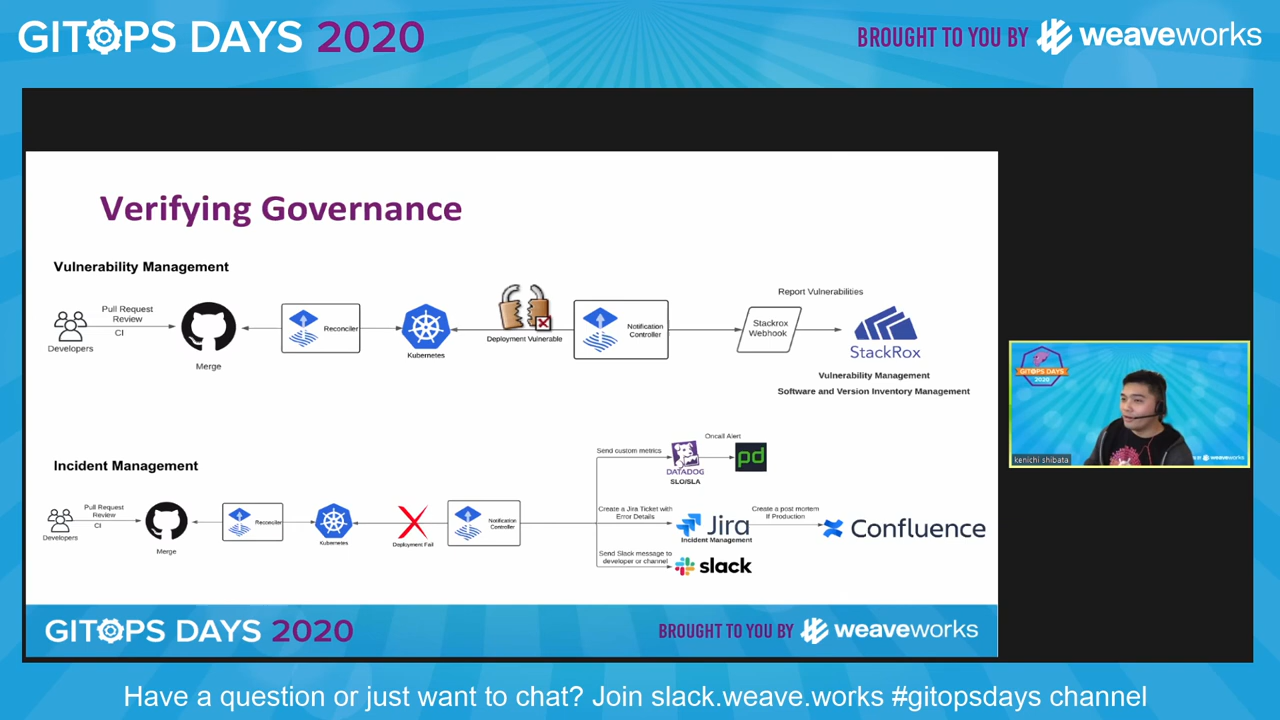 GITOPS DAYS 2020
BROUGHT TO YOU BY weaveworks
Verifying Governance
Vulnerability Management
Pull Request
Review
CI
Developers
Merge
Reconciler
Kubernetes
Deployment Vulnerable
Notification
Controller
Report Vulnerabilities
Stackrox
Webhook
StackRox
Vulnerability Management
Software and Version Inventory Management
Incident Management
Pull Request
Review
CI
Developers
Merge
Reconciler
Kubernetes
Deployment Fail
Notification
Controller
Send custom metrics
DATADOG
SLO/SLA
Oncall Alert
pd
Create a Jira Ticket with
Error Details
Jira
Incident Management
Create a post mortem
If Production
Confluence
Send Slack message to
developer or channel
slack
GITOPS DAYS 2020
BROUGHT TO YOU BY weaveworks
GITOPS DAYS
2020
kenichi shibata
weaveworks
Have a question or just want to chat? Join slack.weave.works #gitopsdays channel